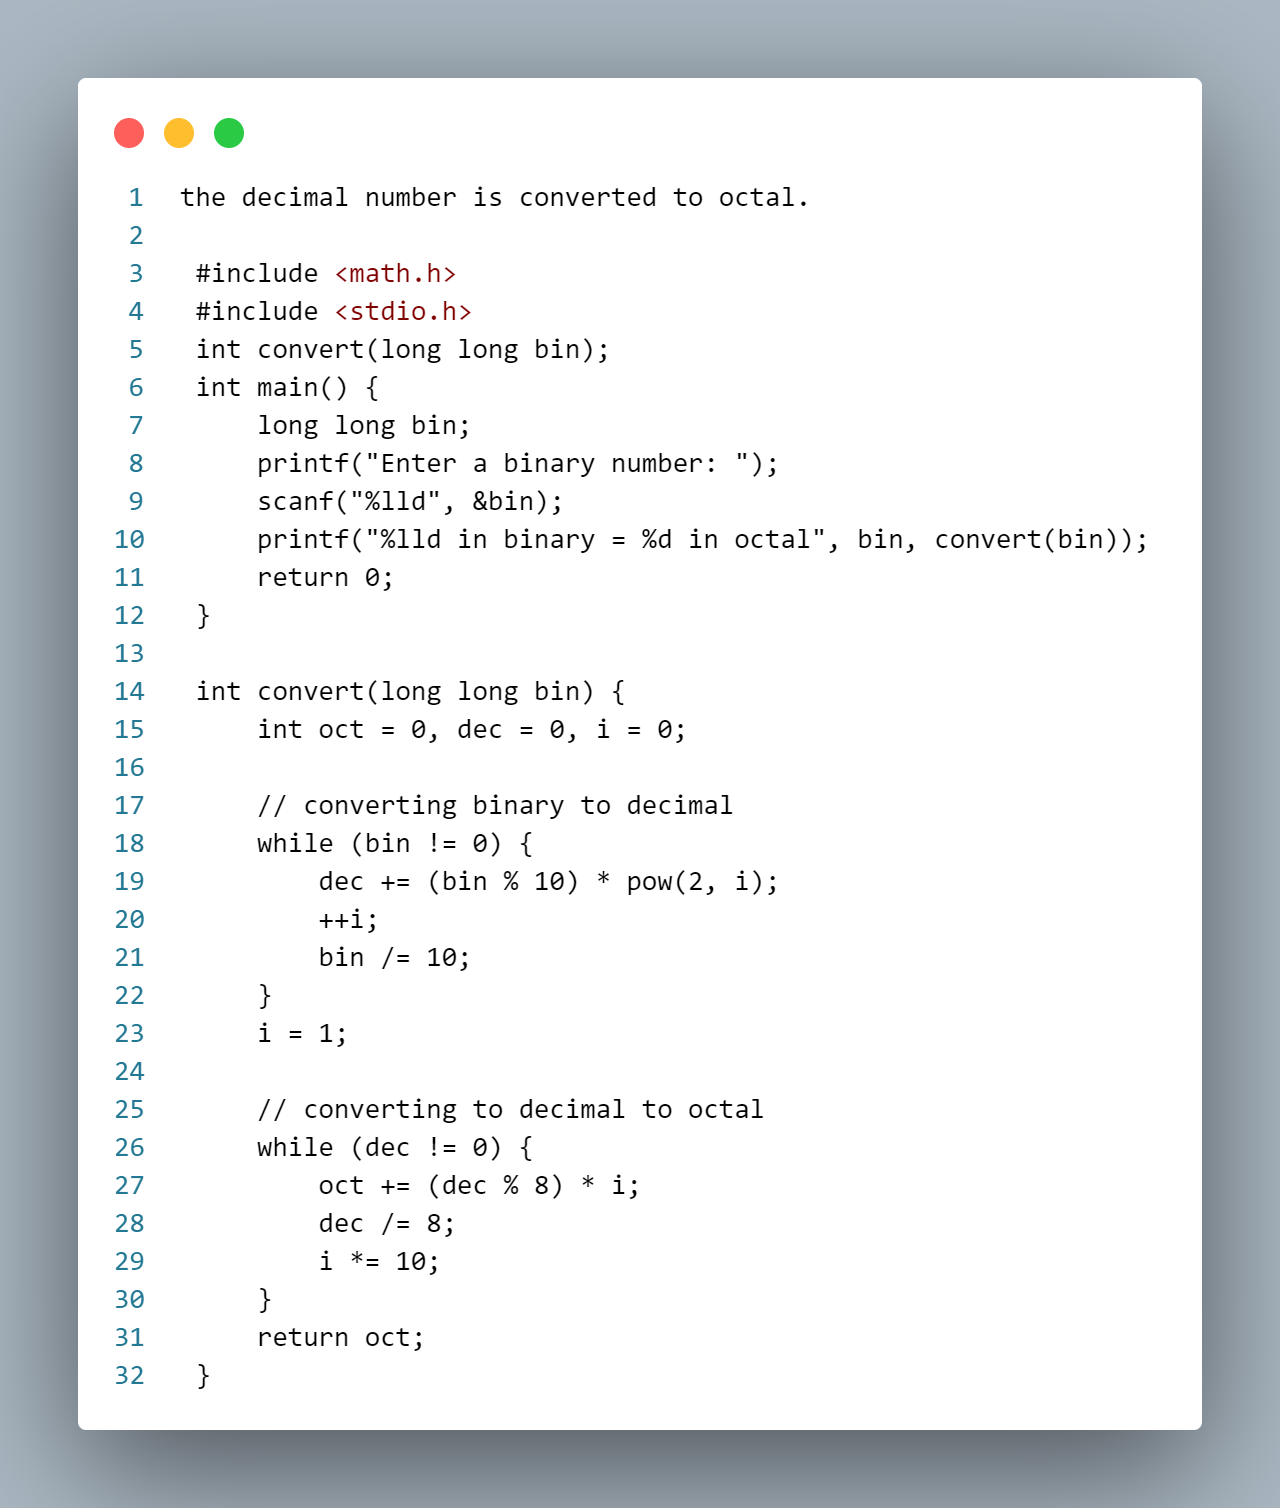 1 the decimal number is converted to octal.
2
3 #include <math.h>
4 #include <stdio.h>
5 int convert(long long bin);
6 int main() {
7     long long bin;
8     printf("Enter a binary number: ");
9     scanf("%lld", &bin);
10     printf("%lld in binary = %d in octal", bin, convert(bin));
11     return 0;
12 }
13
14 int convert(long long bin) {
15     int oct = 0, dec = 0, i = 0;
16
17     // converting binary to decimal
18     while (bin != 0) {
19         dec += (bin % 10) * pow(2, i);
20         ++i;
21         bin /= 10;
22     }
23     i = 1;
24
25     // converting to decimal to octal
26     while (dec != 0) {
27         oct += (dec % 8) * i;
28         dec /= 8;
29         i *= 10;
30     }
31     return oct;
32 }